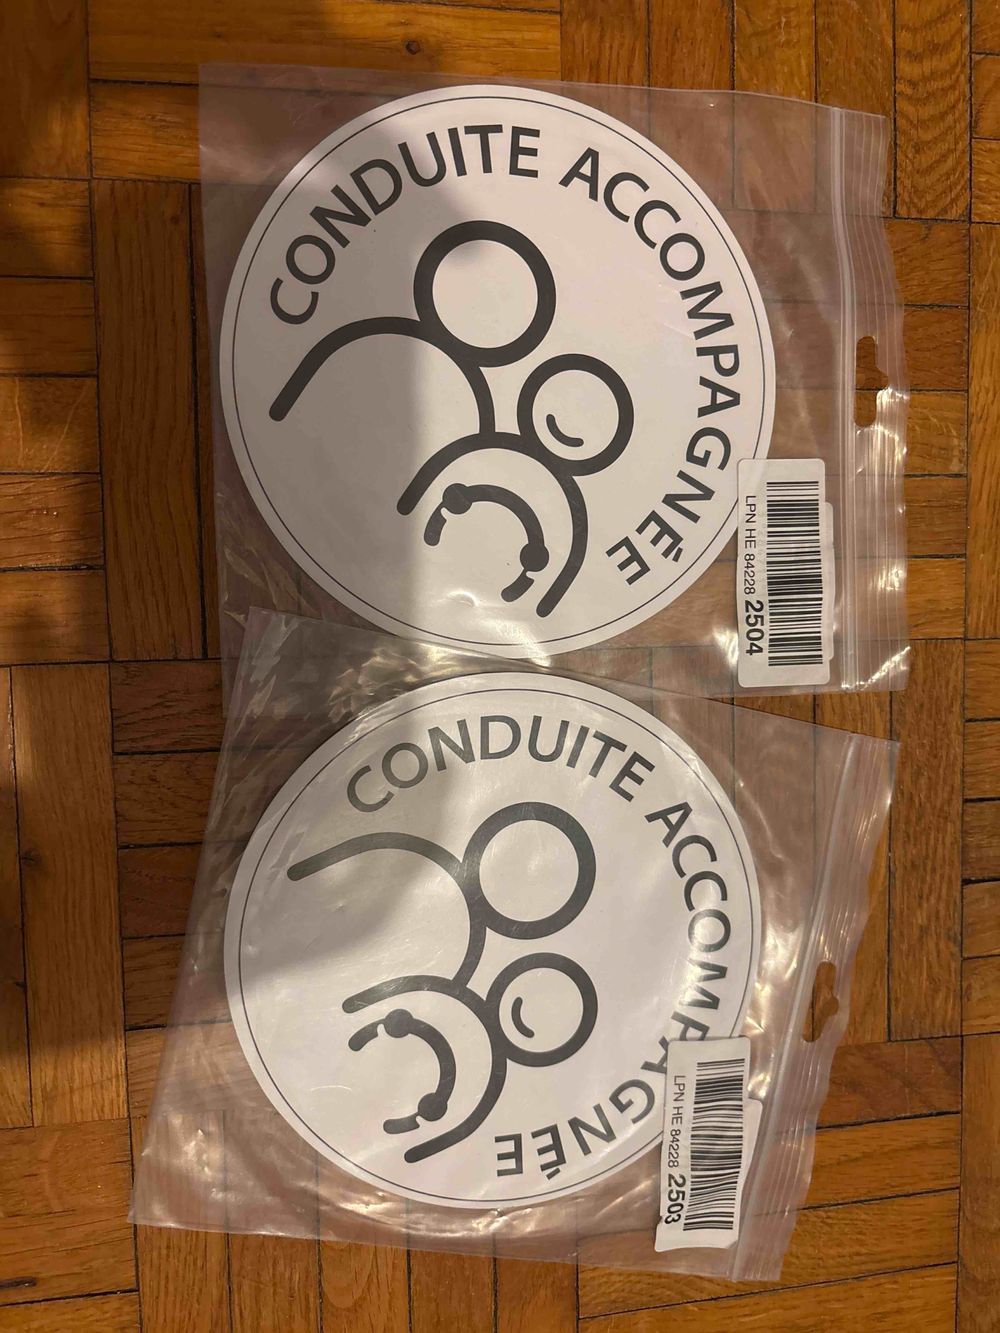 CONDUITE ACCOMPAGNÉE
LPN HE 84228 2504
CONDUITE ACCOMPAGNÉE
LPN HE 84228 2503